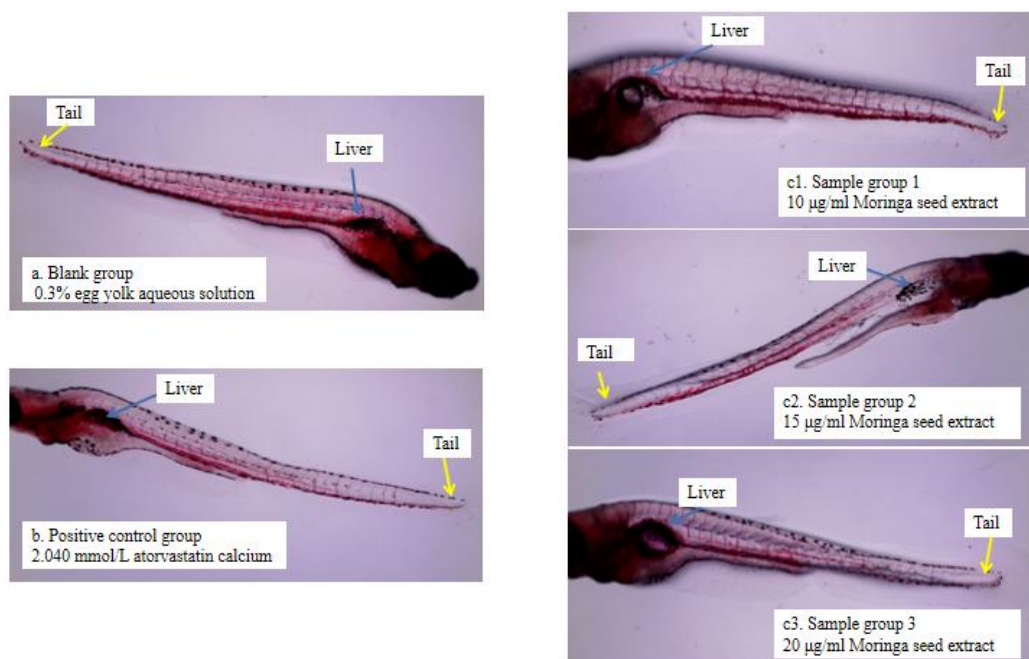 Tail
Liver
a. Blank group
0.3% egg yolk aqueous solution
Liver
Tail
b. Positive control group
2.040 mmol/L atorvastatin calcium
Liver
Tail
c1. Sample group 1
10 μg/ml Moringa seed extract
Liver
Tail
c2. Sample group 2
15 μg/ml Moringa seed extract
Liver
Tail
c3. Sample group 3
20 μg/ml Moringa seed extract